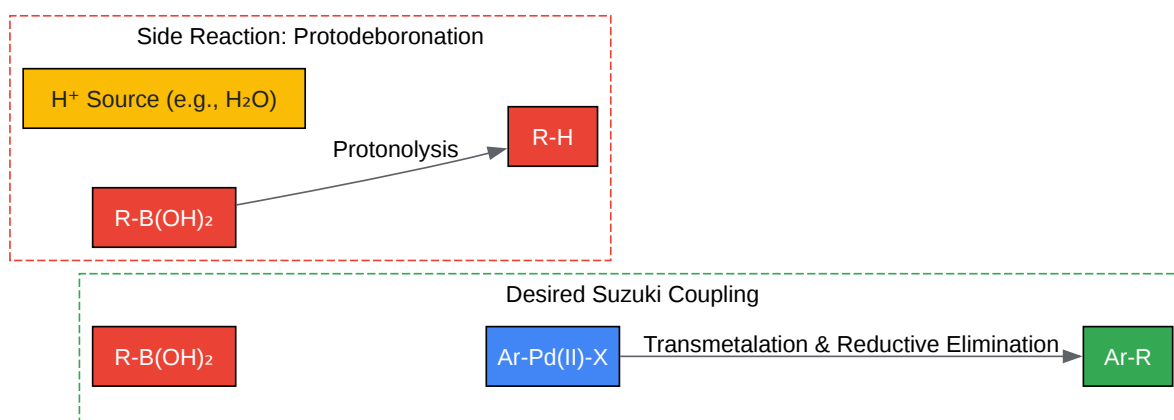 Side Reaction: Protodeboronation
H⁺ Source (e.g., H₂O)
Protonolysis
R-H
R-B(OH)₂
Desired Suzuki Coupling
R-B(OH)₂
Ar-Pd(II)-X
Transmetalation & Reductive Elimination
Ar-R